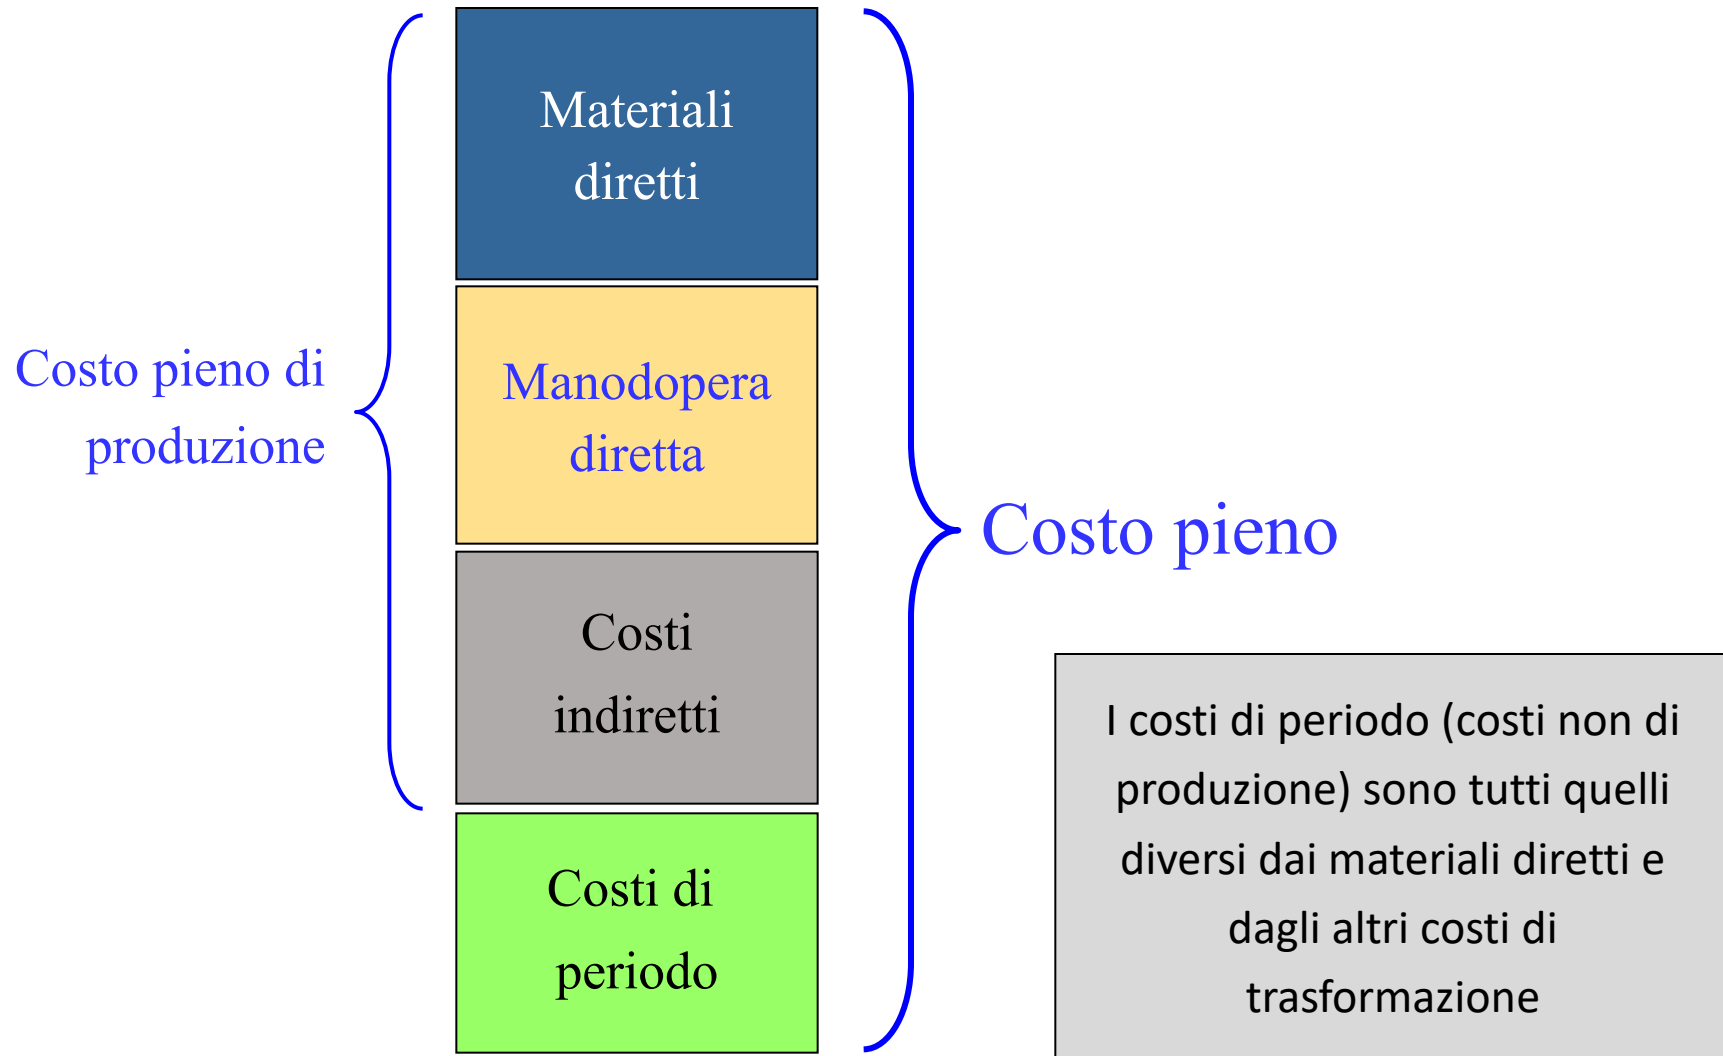 Materiali
diretti
Costo pieno di
produzione
Manodopera
diretta
Costo pieno
Costi
indiretti
Costi di
periodo
I costi di periodo (costi non di
produzione) sono tutti quelli
diversi dai materiali diretti e
dagli altri costi di
trasformazione